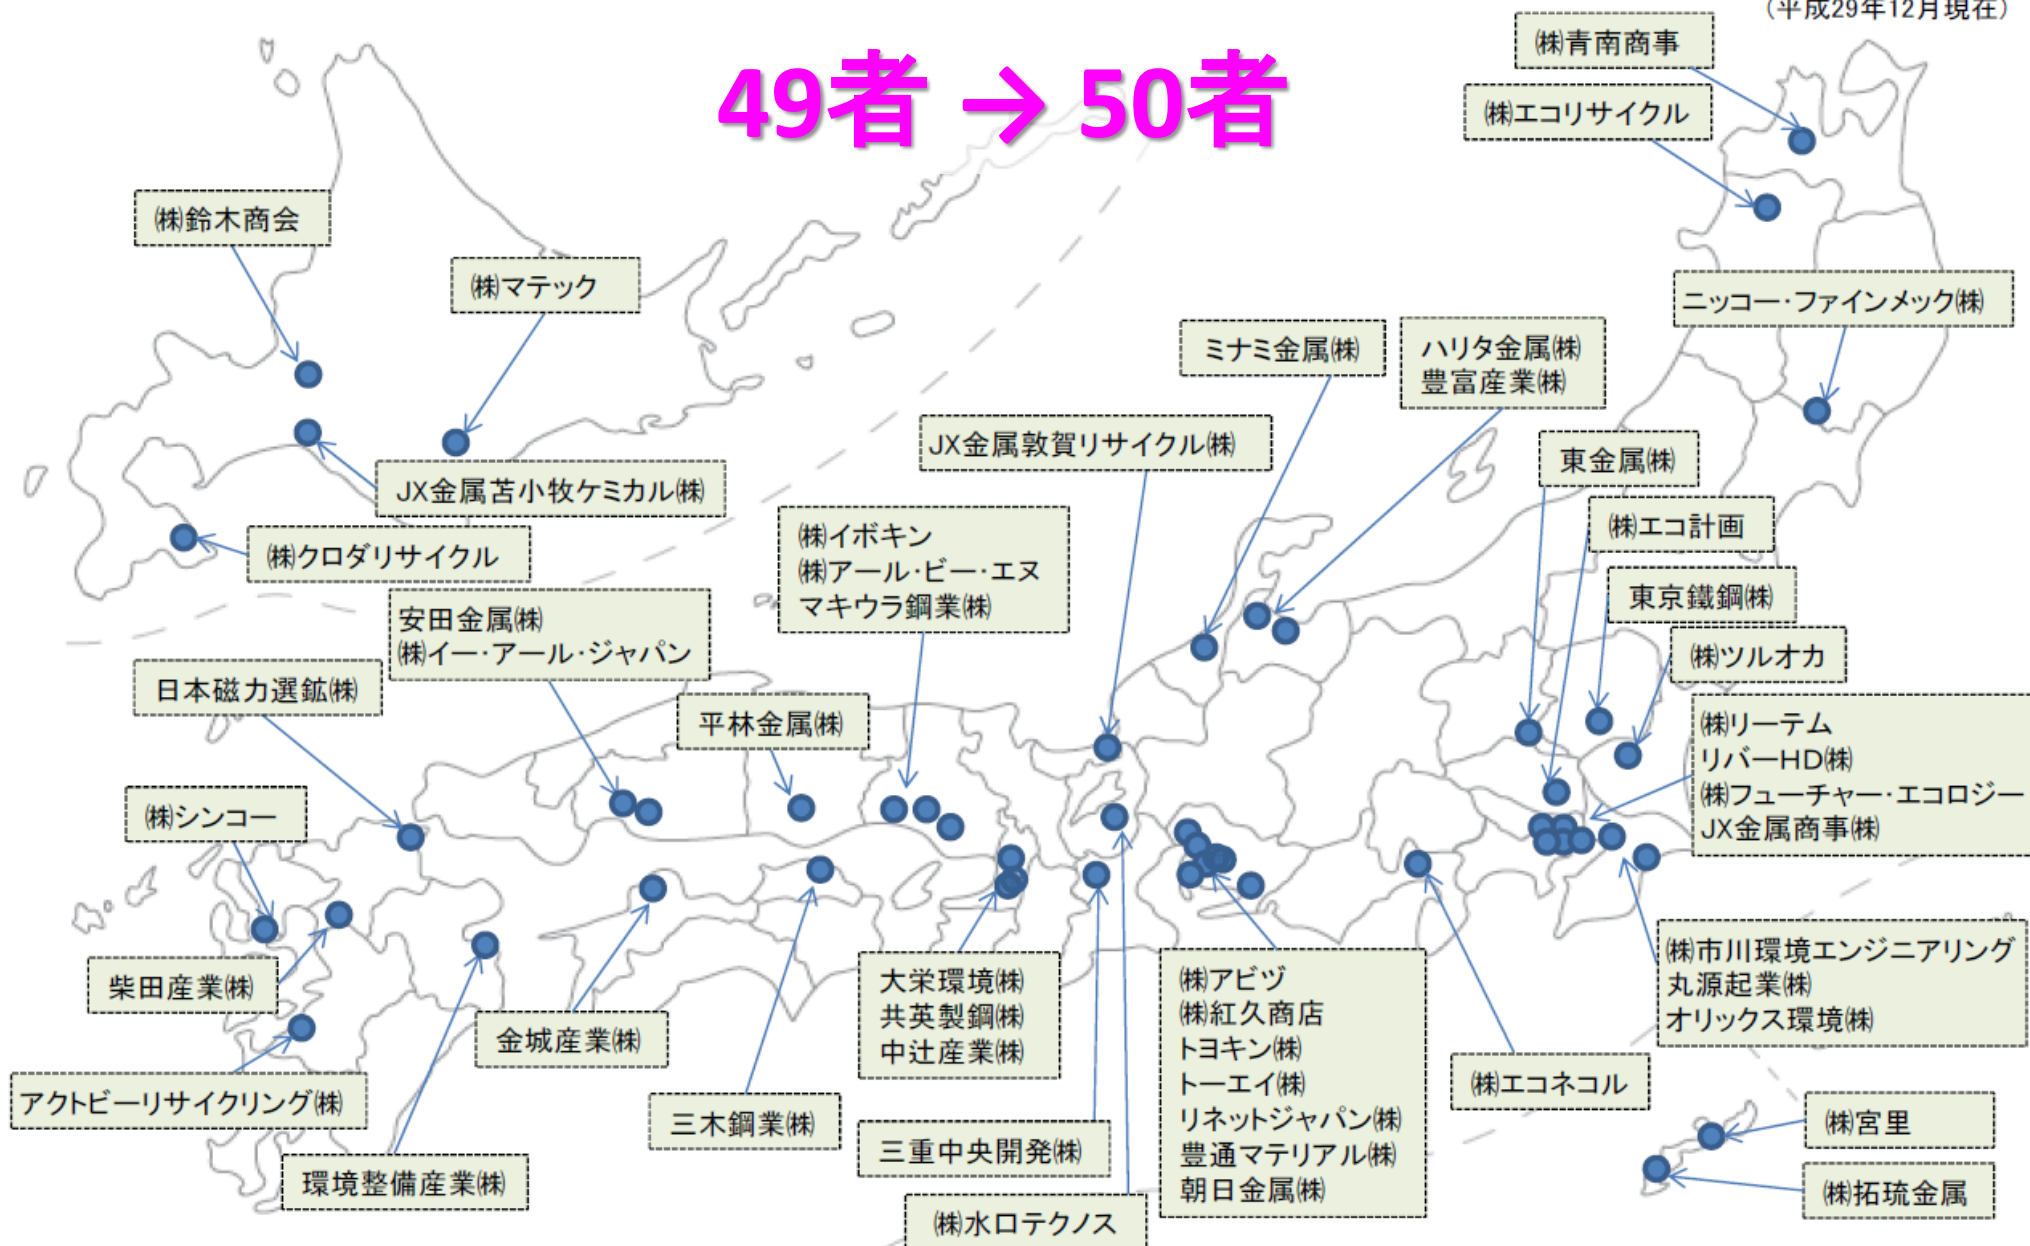 (平成29年12月現在)
49者 → 50者
㈱青南商事
㈱エコリサイクル
㈱鈴木商会
㈱マテック
ニッコー・ファインメック㈱
ミナミ金属㈱
ハリタ金属㈱
豊富産業㈱
JX金属敦賀リサイクル㈱
東金属㈱
JX金属苫小牧ケミカル㈱
㈱エコ計画
㈱クロダリサイクル
㈱イボキン
㈱アール・ビー・エヌ
マキウラ鋼業㈱
東京鐵鋼㈱
安田金属㈱
㈱イー・アール・ジャパン
㈱ツルオカ
日本磁力選鉱㈱
平林金属㈱
㈱リーテム
リバーHD㈱
㈱フューチャー・エコロジー
JX金属商事㈱
㈱シンコー
柴田産業㈱
金城産業㈱
大栄環境㈱
共英製鋼㈱
中辻産業㈱
㈱アビヅ
㈱紅久商店
トヨキン㈱
トーエイ㈱
リネットジャパン㈱
豊通マテリアル㈱
朝日金属㈱
㈱市川環境エンジニアリング
丸源起業㈱
オリックス環境㈱
㈱エコネコル
アクトビーリサイクリング㈱
三木鋼業㈱
三重中央開発㈱
㈱宮里
環境整備産業㈱
㈱拓琉金属
㈱水口テクノス